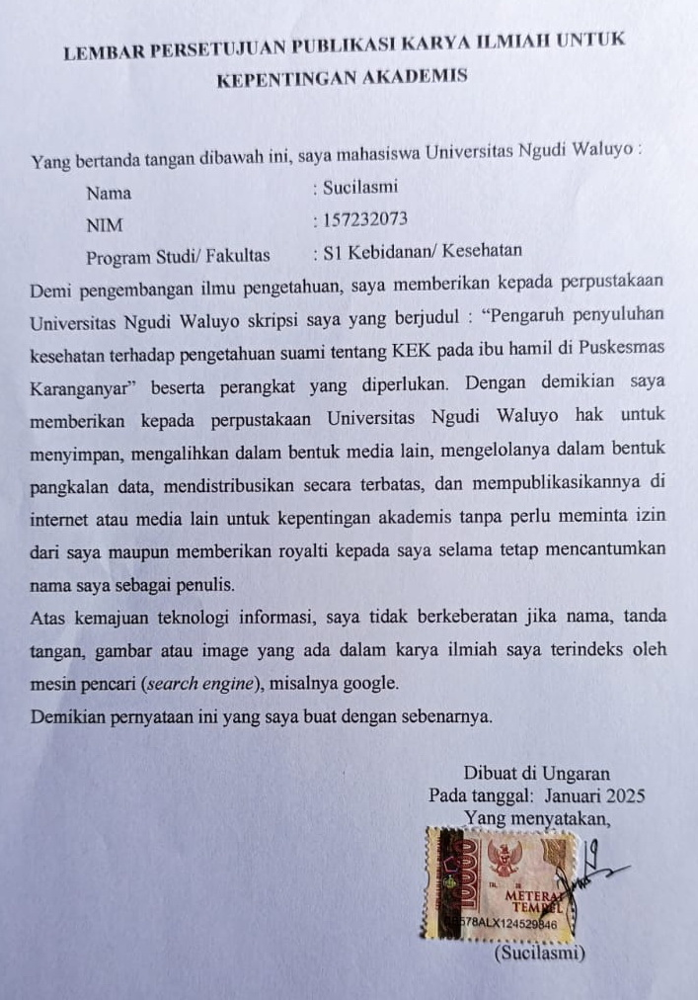 LEMBAR PERSETUJUAN PUBLIKASI KARYA ILMIAH UNTUK
KEPENTINGAN AKADEMIS
Yang bertanda tangan dibawah ini, saya mahasiswa Universitas Ngudi Waluyo :
Nama : Sucilasmi
NIM : 157232073
Program Studi/ Fakultas : S1 Kebidanan/ Kesehatan
Demi pengembangan ilmu pengetahuan, saya memberikan kepada perpustakaan
Universitas Ngudi Waluyo skripsi saya yang berjudul : “Pengaruh penyuluhan
kesehatan terhadap pengetahuan suami tentang KEK pada ibu hamil di Puskesmas
Karanganyar” beserta perangkat yang diperlukan. Dengan demikian saya
memberikan kepada perpustakaan Universitas Ngudi Waluyo hak untuk
menyimpan, mengalihkan dalam bentuk media lain, mengelolanya dalam bentuk
pangkalan data, mendistribusikan secara terbatas, dan mempublikasikannya di
internet atau media lain untuk kepentingan akademis tanpa perlu meminta izin
dari saya maupun memberikan royalti kepada saya selama tetap mencantumkan
nama saya sebagai penulis.
Atas kemajuan teknologi informasi, saya tidak berkeberatan jika nama, tanda
tangan, gambar atau image yang ada dalam karya ilmiah saya terindeks oleh
mesin pencari (search engine), misalnya google.
Demikian pernyataan ini yang saya buat dengan sebenarnya.
Dibuat di Ungaran
Pada tanggal: Januari 2025
Yang menyatakan,
10000
METERAI
TEMPEL
578ALX124529846
(Sucilasmi)